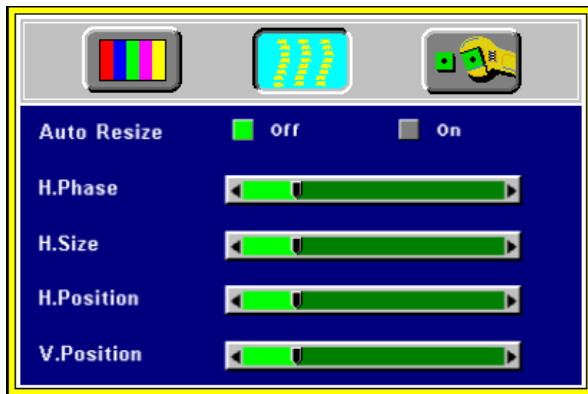 Auto Resize Off On
H.Phase
H.Size
H.Position
V.Position